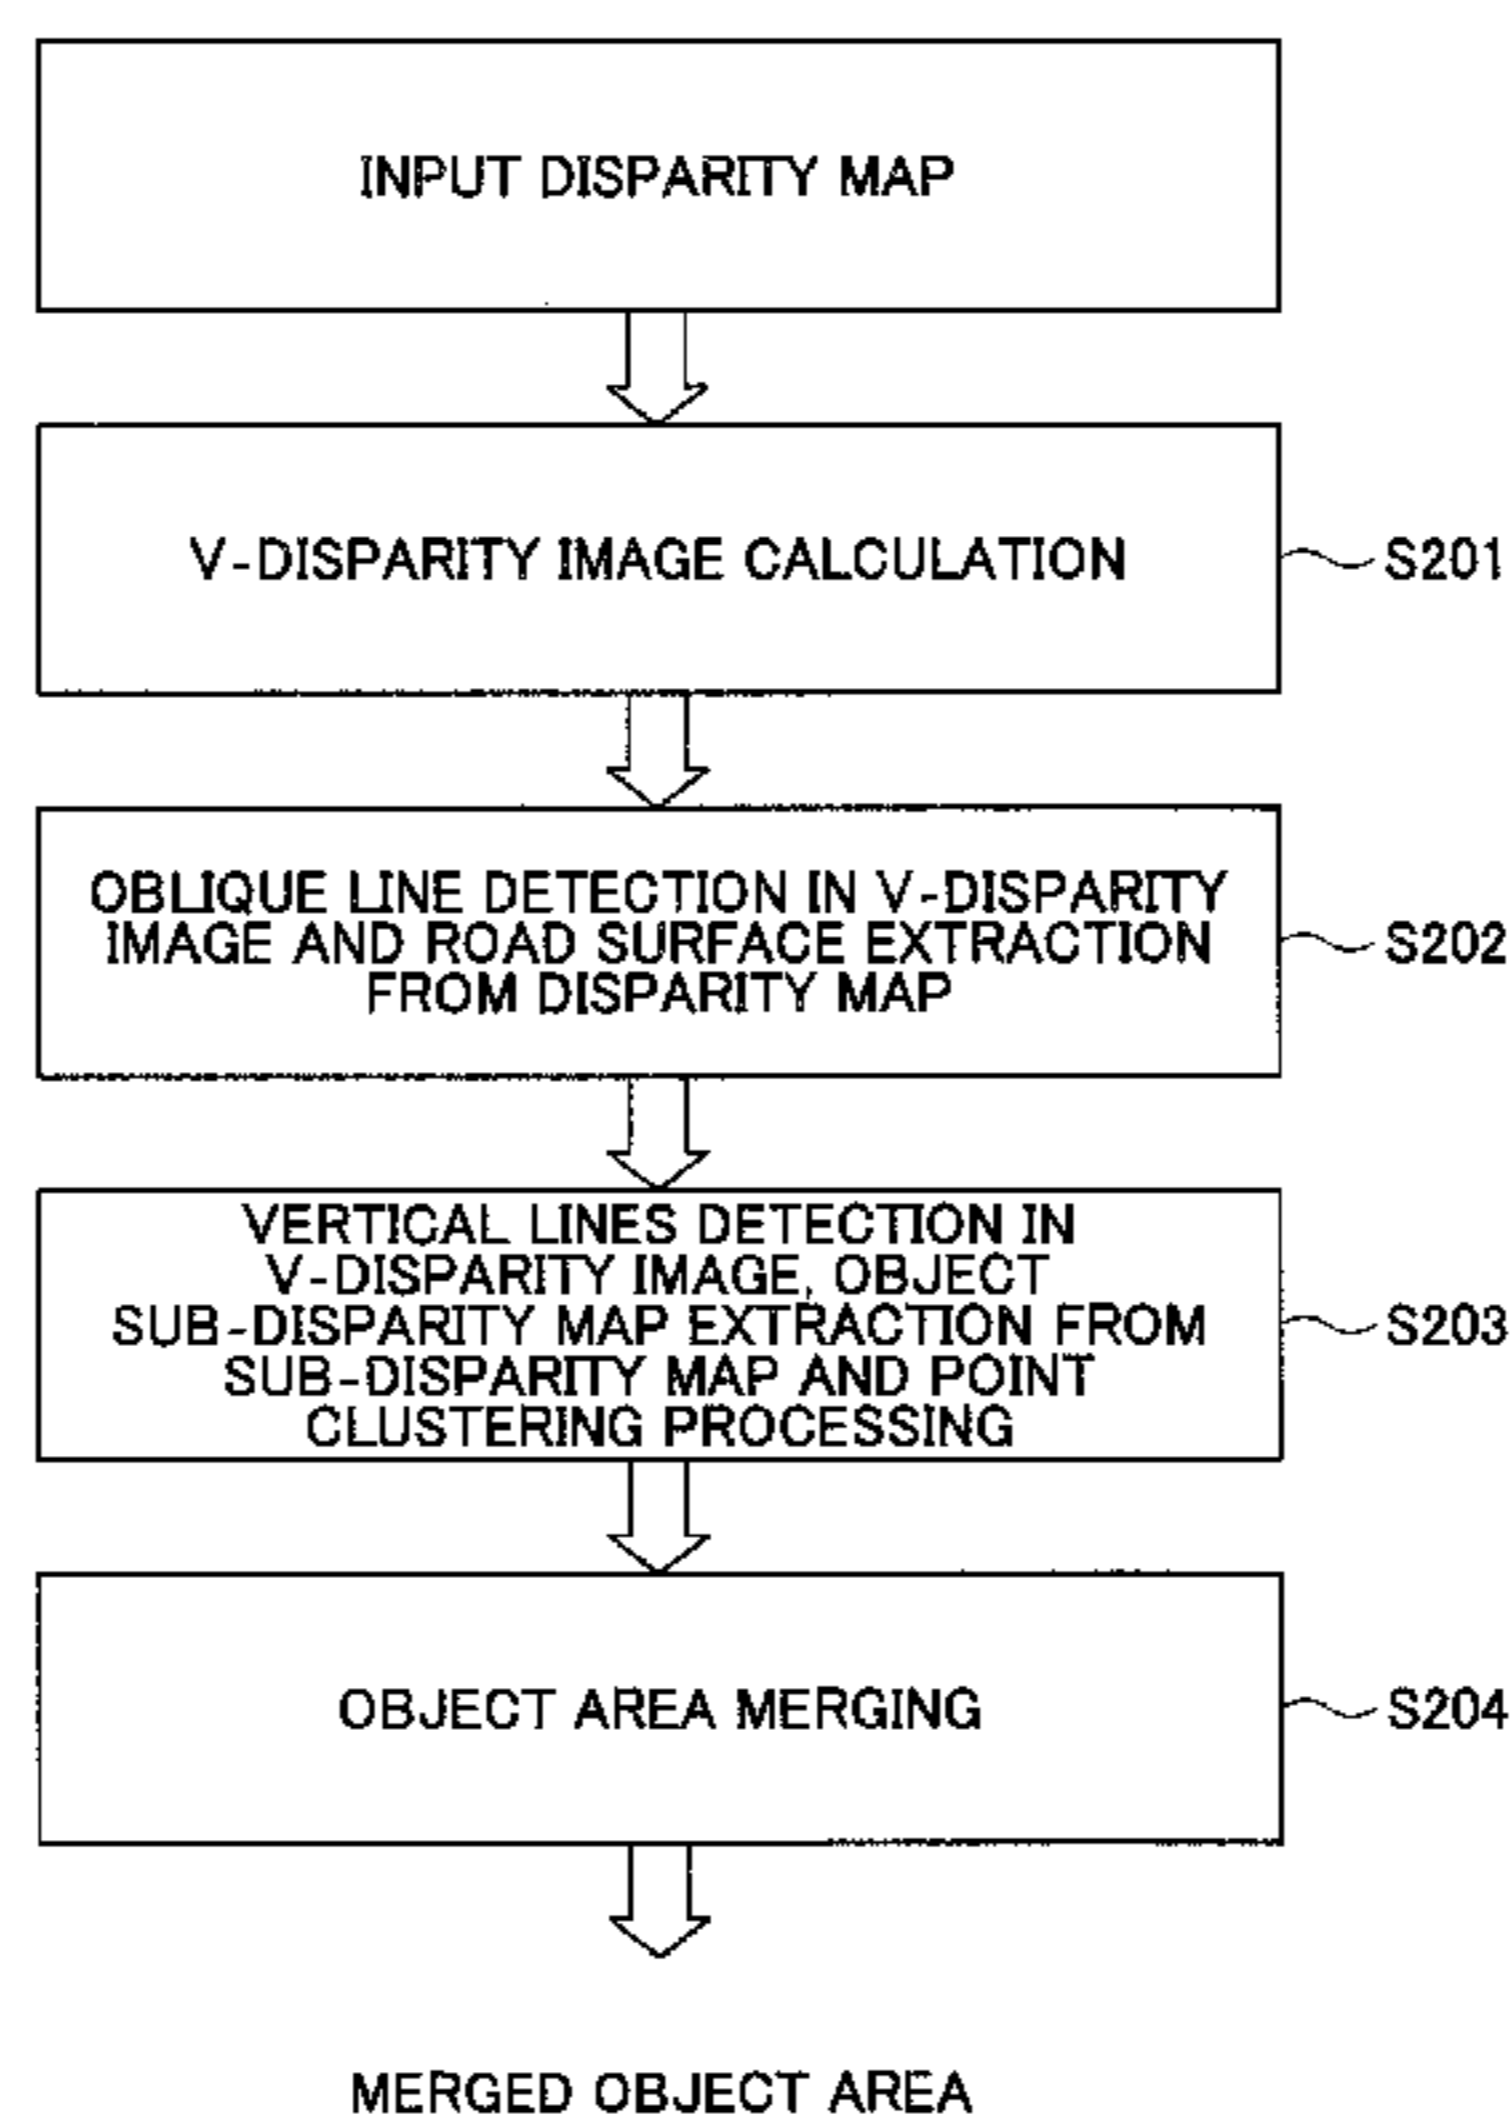 INPUT DISPARITY MAP
V-DISPARITY IMAGE CALCULATION
S201
OBLIQUE LINE DETECTION IN V-DISPARITY
IMAGE AND ROAD SURFACE EXTRACTION
FROM DISPARITY MAP
S202
VERTICAL LINES DETECTION IN
V-DISPARITY IMAGE, OBJECT
SUB-DISPARITY MAP EXTRACTION FROM
SUB-DISPARITY MAP AND POINT
CLUSTERING PROCESSING
S203
OBJECT AREA MERGING
S204
MERGED OBJECT AREA